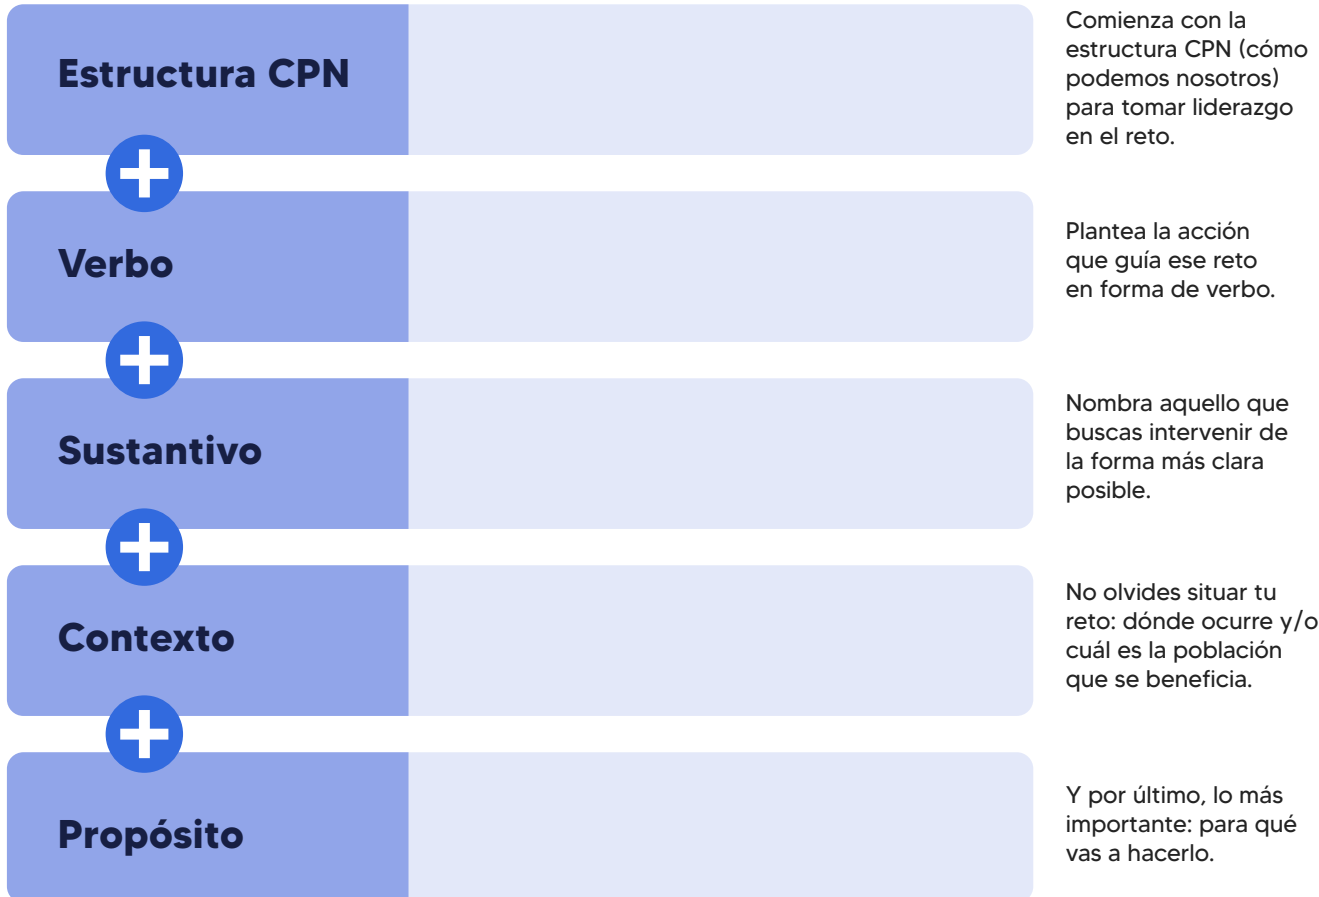 Estructura CPN
Comienza con la
estructura CPN (cómo
podemos nosotros)
para tomar liderazgo
en el reto.
Verbo
Plantea la acción
que guía ese reto
en forma de verbo.
Sustantivo
Nombra aquello que
buscas intervenir de
la forma más clara
posible.
Contexto
No olvides situar tu
reto: dónde ocurre y/o
cuál es la población
que se beneficia.
Propósito
Y por último, lo más
importante: para qué
vas a hacerlo.